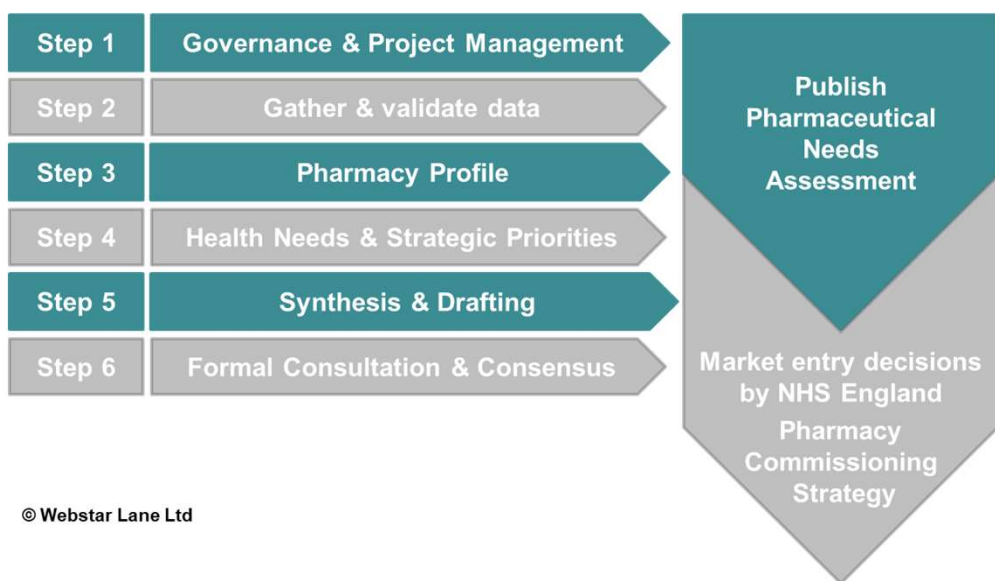 Step 1
Governance & Project Management
Step 2
Gather & validate data
Step 3
Pharmacy Profile
Step 4
Health Needs & Strategic Priorities
Step 5
Synthesis & Drafting
Step 6
Formal Consultation & Consensus
Publish
Pharmaceutical
Needs
Assessment
Market entry decisions
by NHS England
Pharmacy
Commissioning
Strategy
© Webstar Lane Ltd